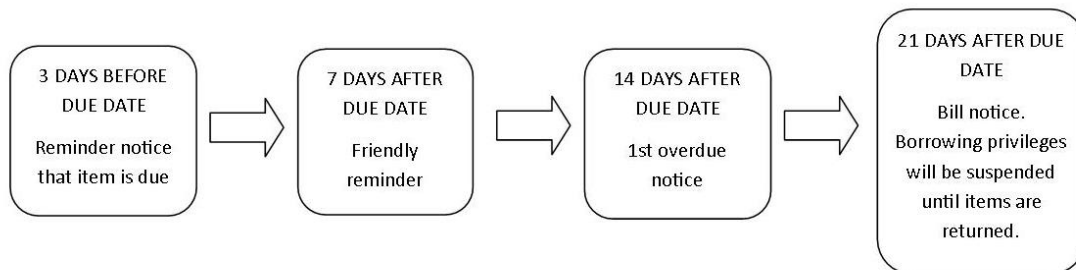 3 DAYS BEFORE
DUE DATE
Reminder notice
that item is due
7 DAYS AFTER
DUE DATE
Friendly
reminder
14 DAYS AFTER
DUE DATE
1st overdue
notice
21 DAYS AFTER DUE
DATE
Bill notice.
Borrowing privileges
will be suspended
until items are
returned.